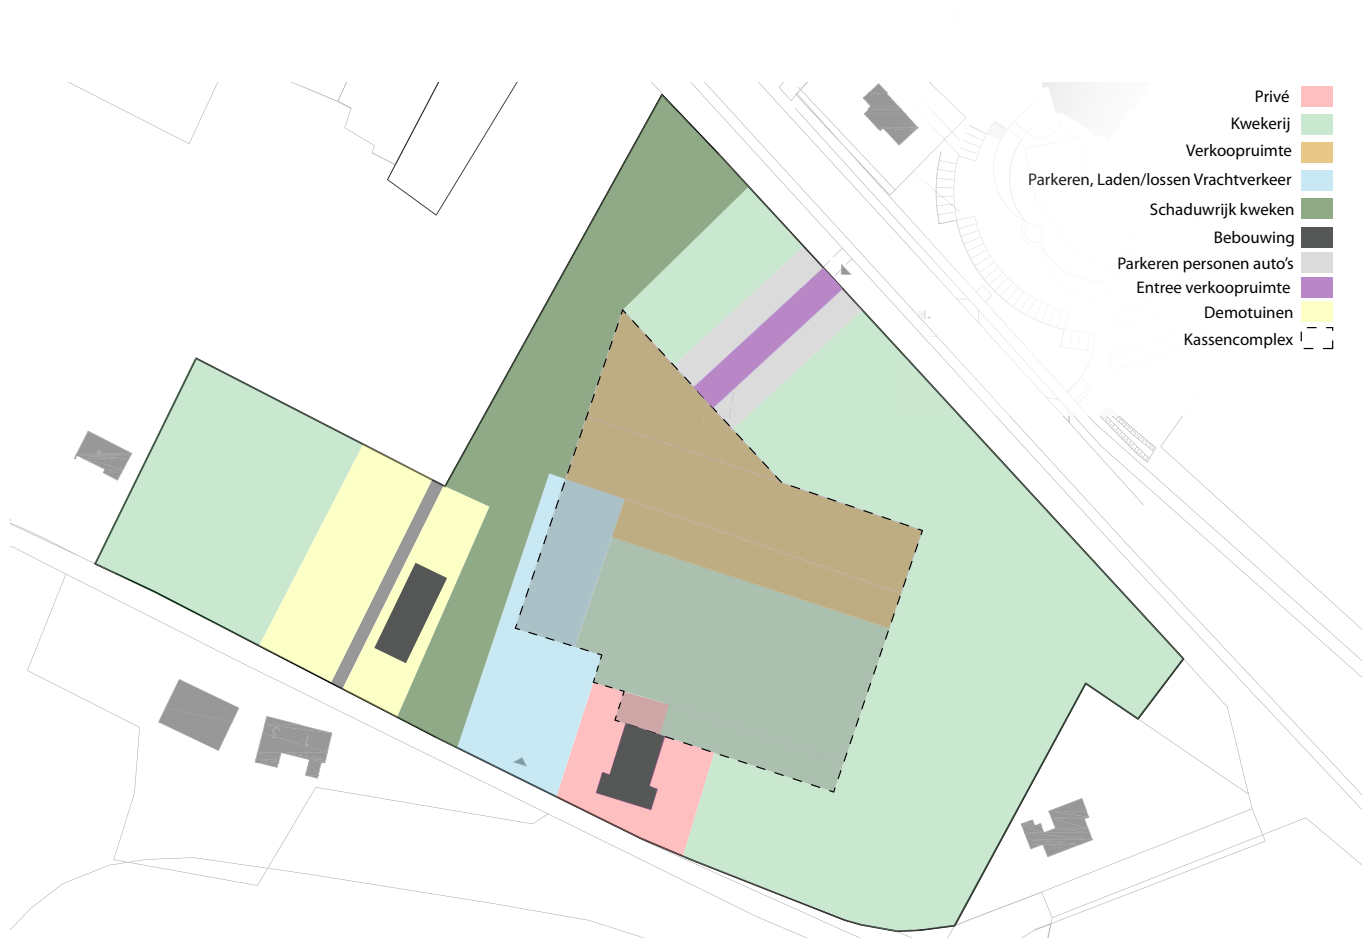 Privé
Kwekerij
Verkoopruimte
Parkeren, Laden/lossen Vrachtverkeer
Schaduwrijk kweken
Bebouwing
Parkeren personen auto's
Entree verkoopruimte
Demotuinen
Kassencomplex